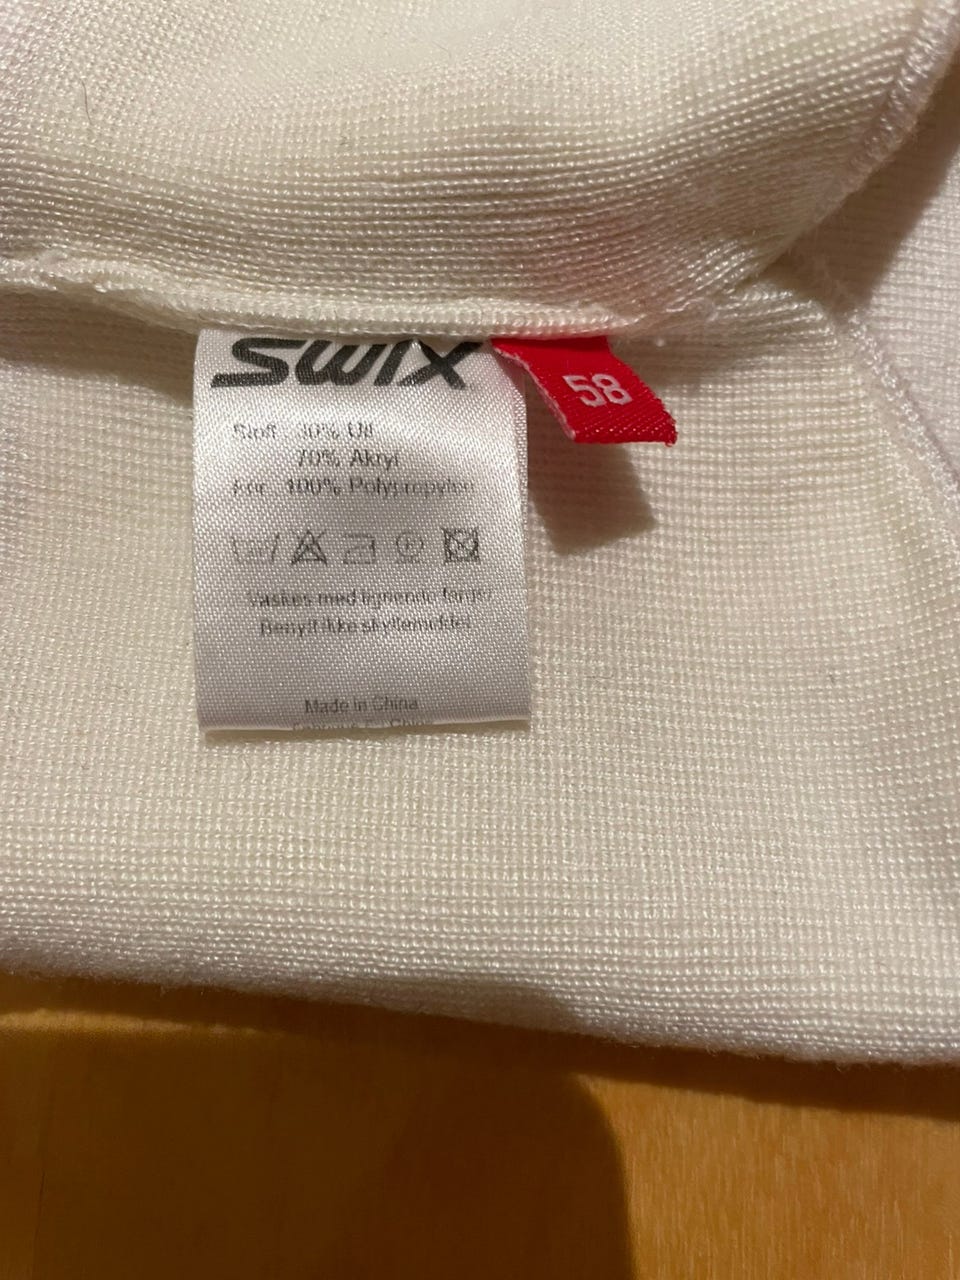 SWIX
58
Stoff : 30% Ull
70% Akryl
Fôr: 100% Polypropylen
Vaskes med lignende farger
Benytt ikke skyllemiddel
Made in China